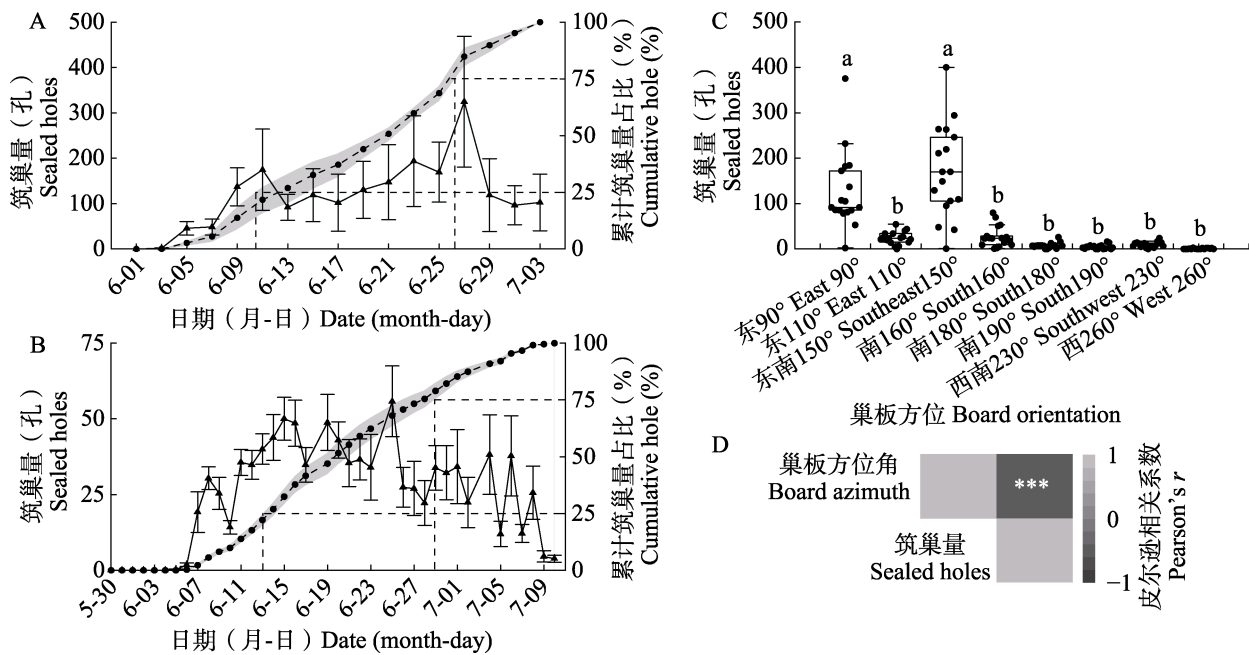 A
500
400
300
200
100
0
筑巢量（孔）
Sealed holes
100
75
50
25
0
累计筑巢量占比（%）
Cumulative hole (%)
6-01
6-05
6-09
6-13
6-17
6-21
6-25
6-29
7-03
日期（月-日）Date (month-day)
B
75
50
25
0
筑巢量（孔）
Sealed holes
100
75
50
25
0
累计筑巢量占比（%）
Cumulative hole (%)
5-30
6-03
6-07
6-11
6-15
6-19
6-23
6-27
7-01
7-05
7-09
日期（月-日）Date (month-day)
C
500
400
300
200
100
0
筑巢量（孔）
Sealed holes
a
b
a
b
b
b
b
b
东90° East 90°
东110° East 110°
东南150° Southeast150°
南160° South160°
南180° South180°
南190° South190°
西南230° Southwest 230°
西260° West 260°
巢板方位 Board orientation
D
巢板方位角
Board azimuth
***
筑巢量
Sealed holes
1
0
−1
皮尔逊相关系数
Pearson's r